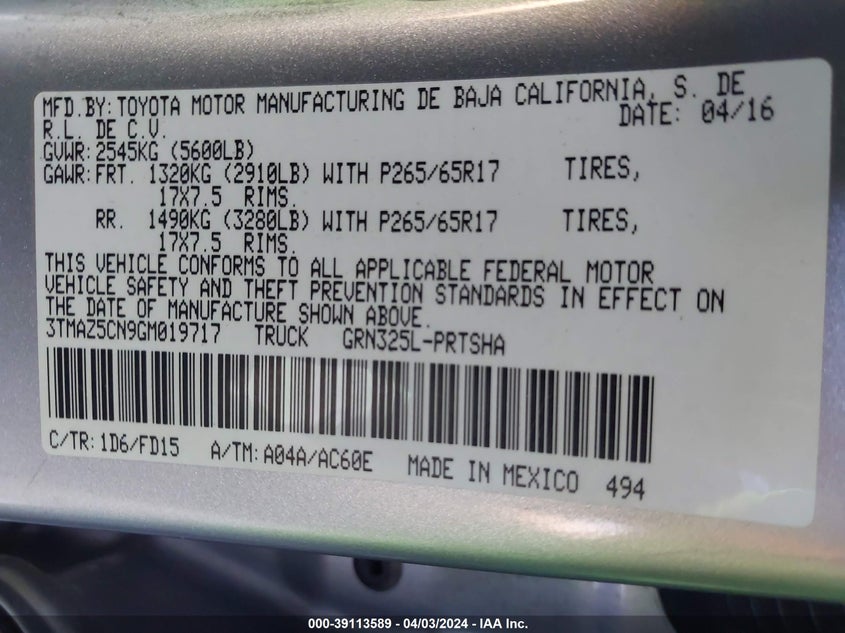 MFD.BY: TOYOTA MOTOR MANUFACTURING DE BAJA CALIFORNIA, S. DE
R.L. DE C.V. DATE: 04/16
GVWR: 2545KG (5600LB)
GAWR: FRT. 1320KG (2910LB) WITH P265/65R17 TIRES,
17X7.5 RIMS.
RR. 1490KG (3280LB) WITH P265/65R17 TIRES,
17X7.5 RIMS.
THIS VEHICLE CONFORMS TO ALL APPLICABLE FEDERAL MOTOR
VEHICLE SAFETY AND THEFT PREVENTION STANDARDS IN EFFECT ON
THE DATE OF MANUFACTURE SHOWN ABOVE.
3TMAZ5CN9GM019717 TRUCK GRN325L-PRTSHA
C/TR: 1D6/FD15 A/TM: A04A/AC60E MADE IN MEXICO 494
000-39113589 - 04/03/2024 - IAA Inc.